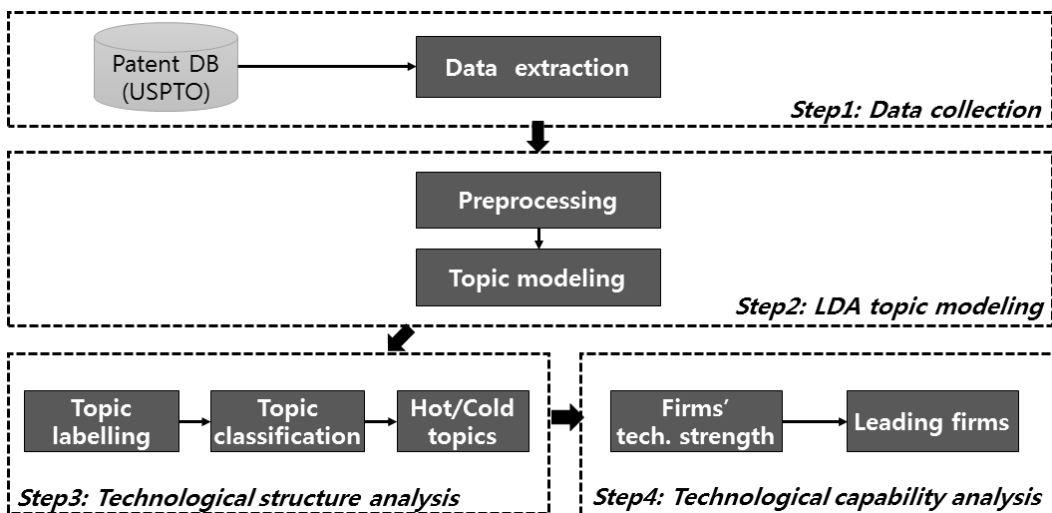 Patent DB
(USPTO)
Data extraction
Step1: Data collection
Preprocessing
Topic modeling
Step2: LDA topic modeling
Topic
labelling
Topic
classification
Hot/Cold
topics
Step3: Technological structure analysis
Firms’
tech. strength
Leading firms
Step4: Technological capability analysis